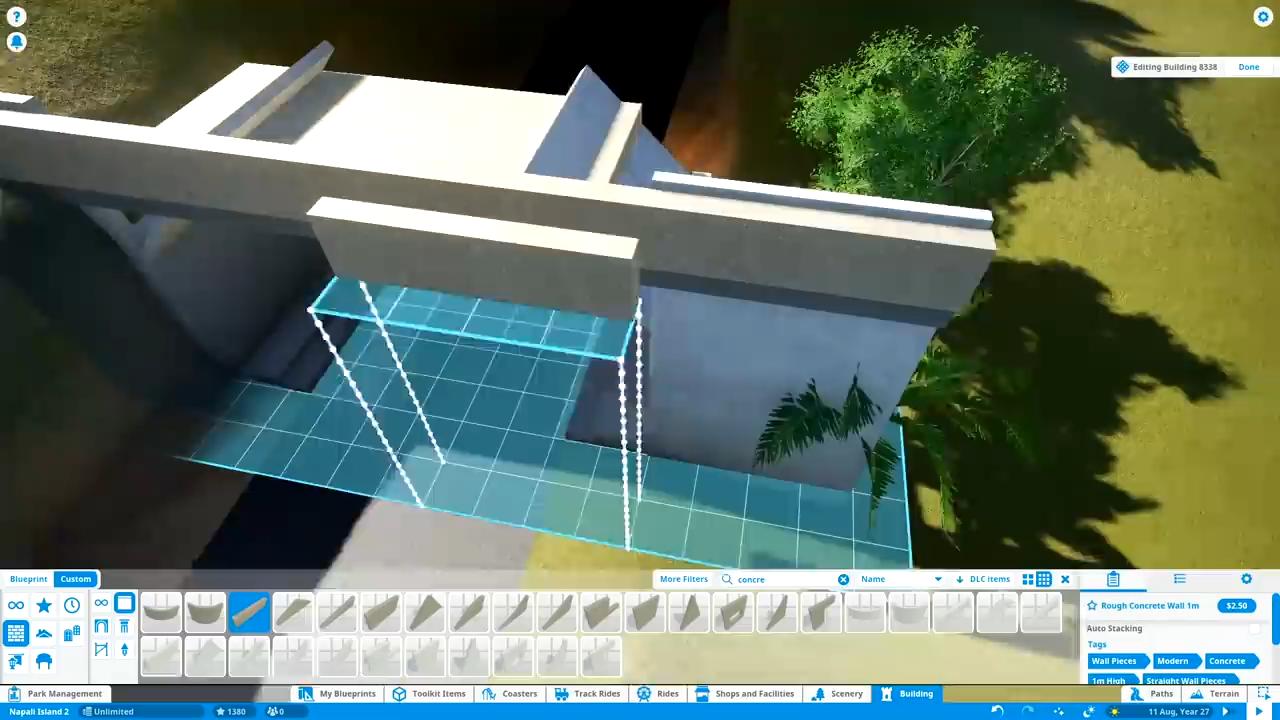 ?
Editing Building 8338 Done
Blueprint Custom More Filters concre Name DLC items
Rough Concrete Wall 1m $2.50
Auto Stacking
Tags
Wall Pieces Modern Concrete
1m High Straight Wall Pieces
Park Management My Blueprints Toolkit Items Coasters Track Rides Rides Shops and Facilities Scenery Building Paths Terrain
Napali Island 2 Unlimited 1380 0 11 Aug, Year 27